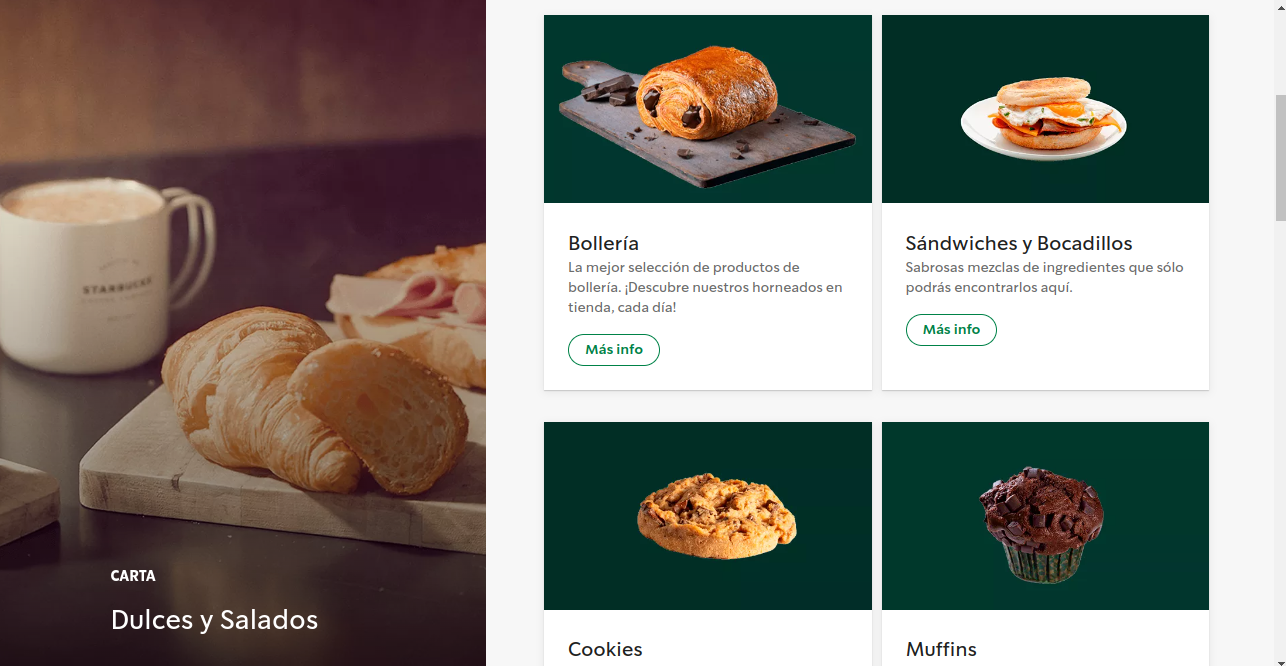 STARBUCKS
CARTA
Dulces y Salados
Bollería
La mejor selección de productos de
bollería. ¡Descubre nuestros horneados en
tienda, cada día!
Más info
Sándwiches y Bocadillos
Sabrosas mezclas de ingredientes que sólo
podrás encontrarlos aquí.
Más info
Cookies
Muffins